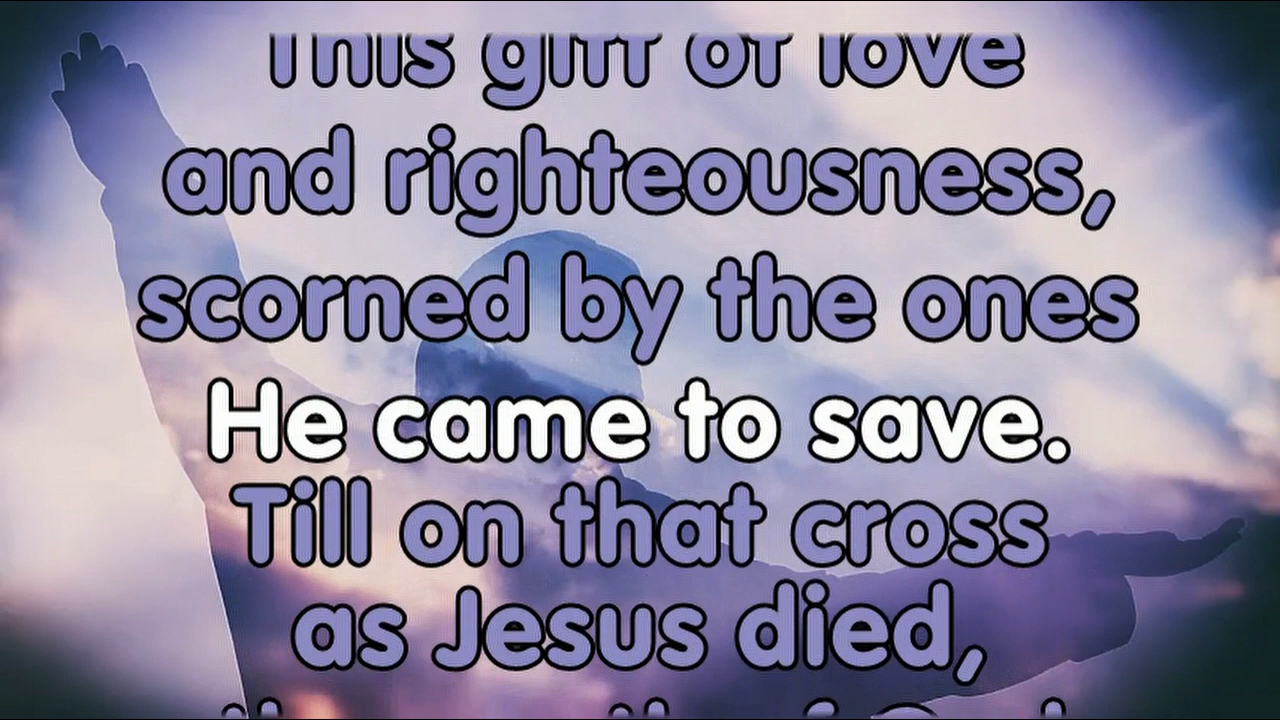 This gift of love
and righteousness,
scorned by the ones
He came to save.
Till on that cross
as Jesus died,